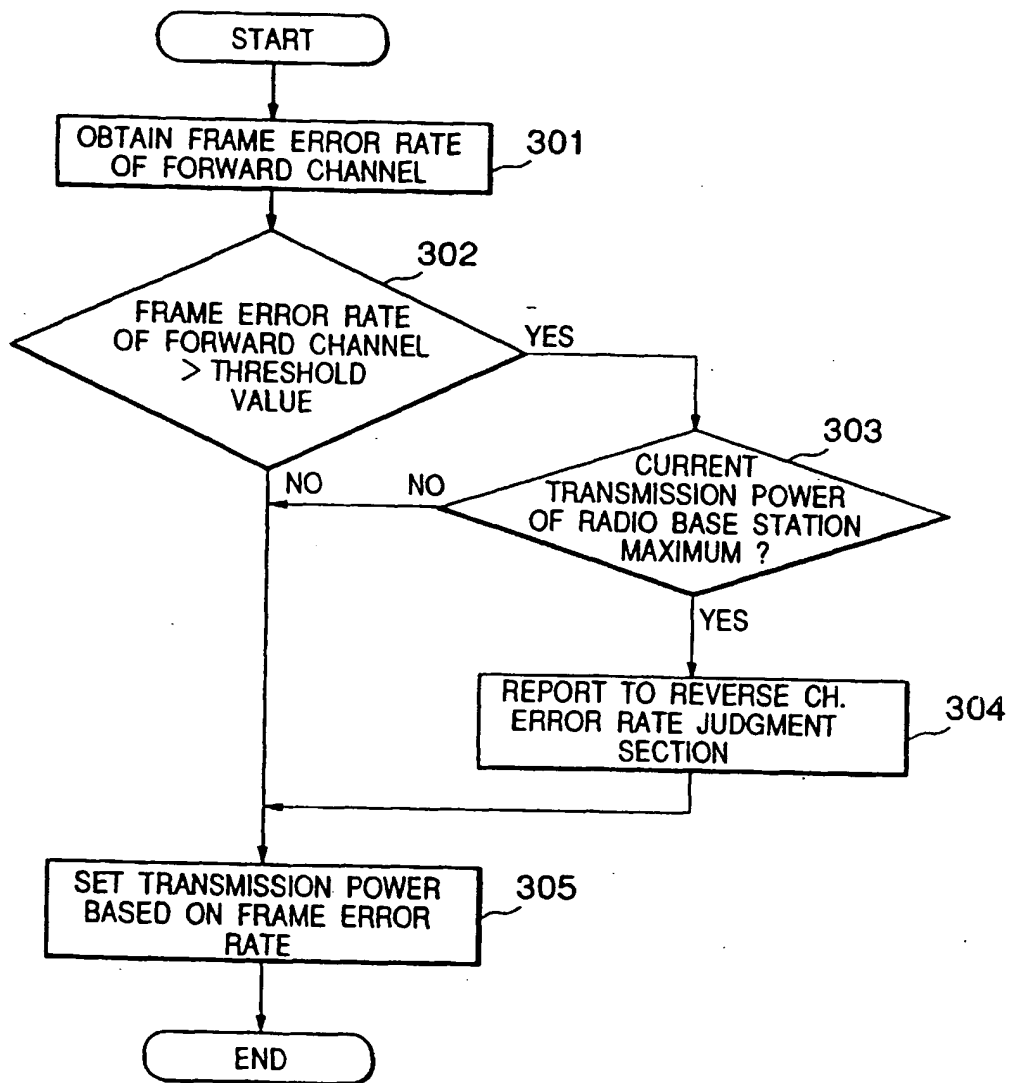 START
OBTAIN FRAME ERROR RATE
OF FORWARD CHANNEL
301
302
FRAME ERROR RATE
OF FORWARD CHANNEL
> THRESHOLD
VALUE
YES
NO
303
CURRENT
TRANSMISSION POWER
OF RADIO BASE STATION
MAXIMUM ?
NO
YES
REPORT TO REVERSE CH.
ERROR RATE JUDGMENT
SECTION
304
SET TRANSMISSION POWER
BASED ON FRAME ERROR
RATE
305
END